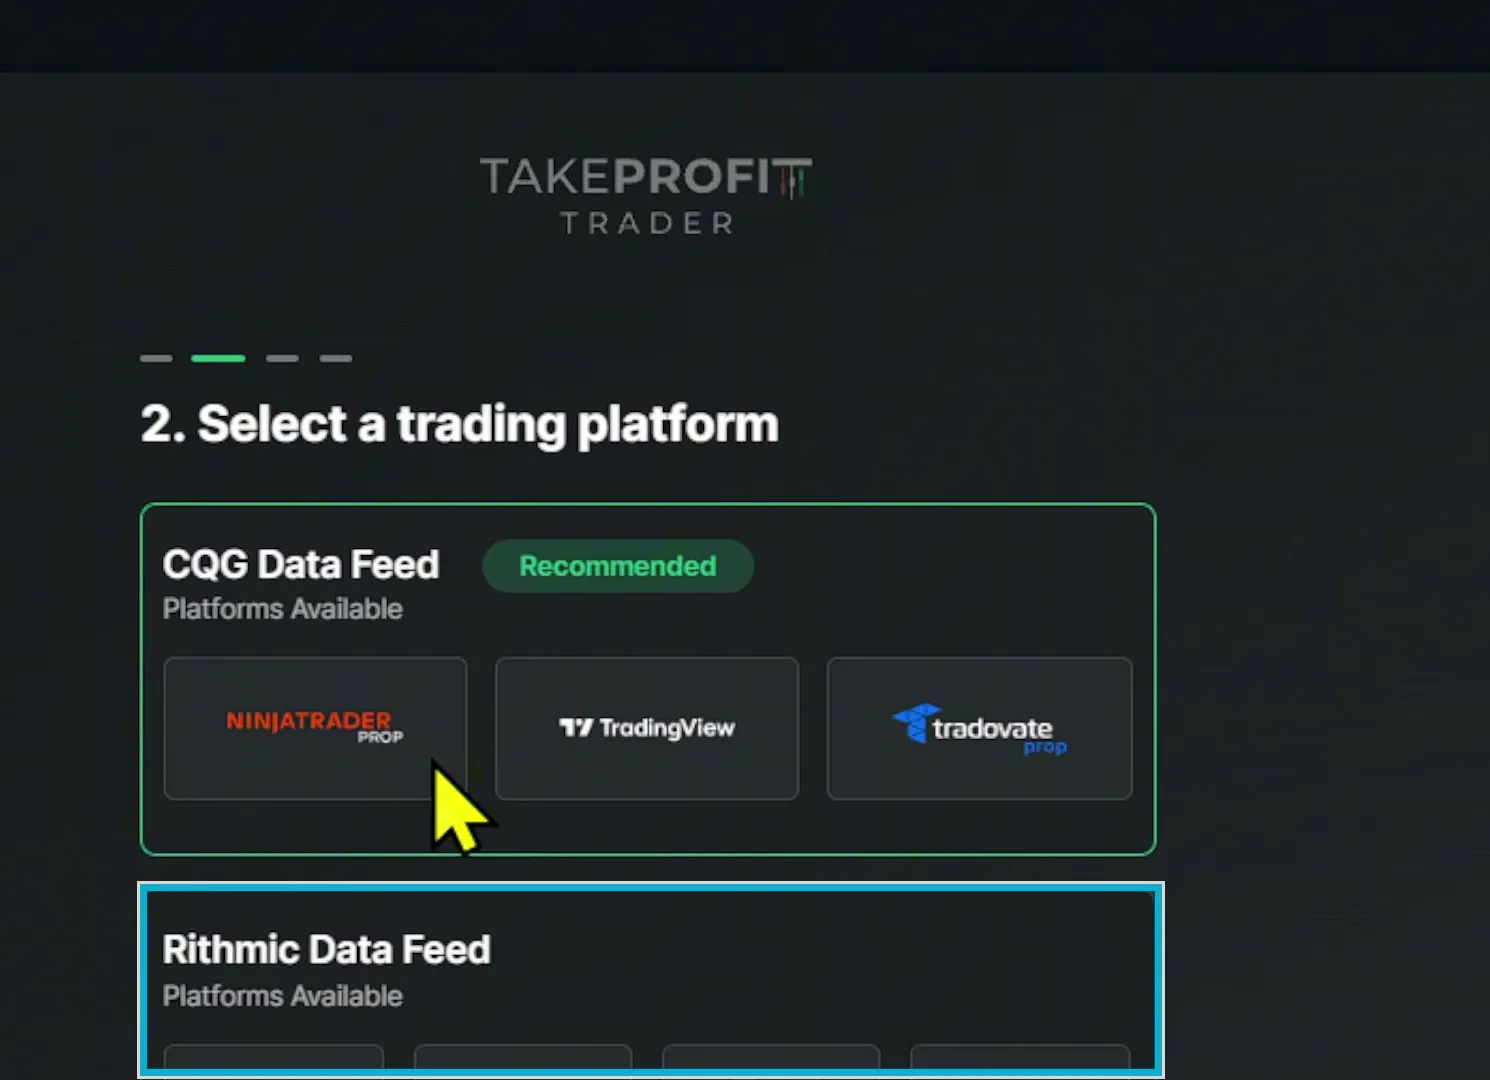 TAKEPROFIT
TRADER
2. Select a trading platform
CQG Data Feed
Recommended
Platforms Available
NINJATRADER
PROP
TradingView
tradovate
prop
Rithmic Data Feed
Platforms Available